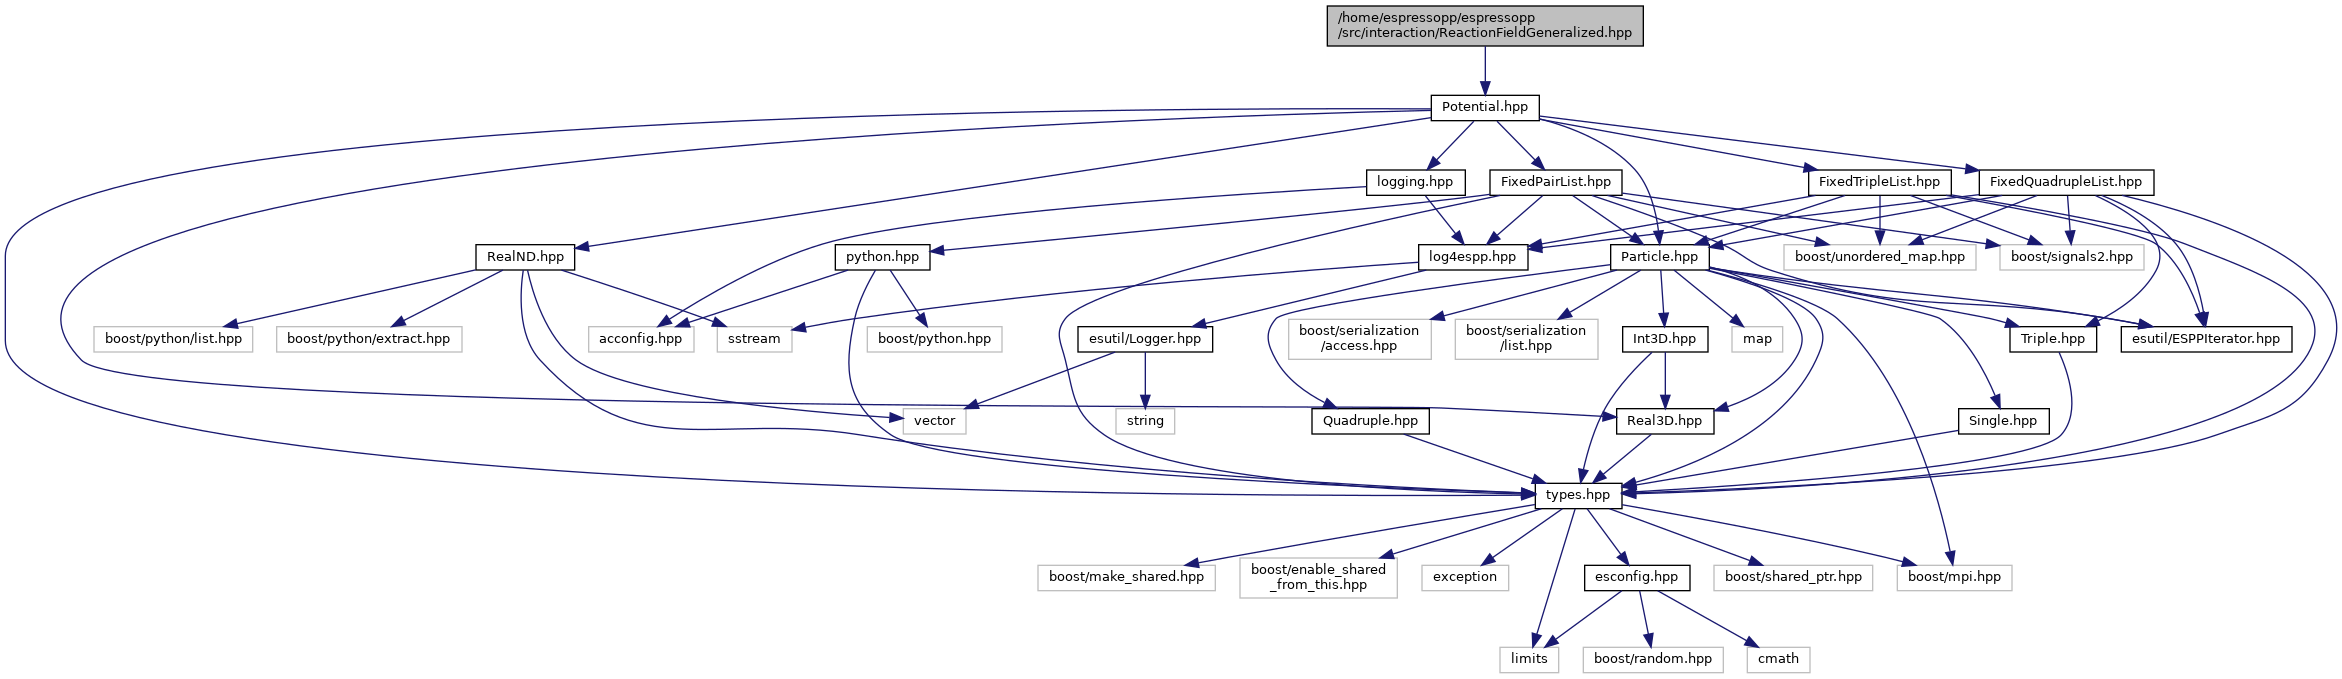 /home/espressopp/espressopp
/src/interaction/ReactionFieldGeneralized.hpp
Potential.hpp
logging.hpp
FixedPairList.hpp
FixedTripleList.hpp
FixedQuadrupleList.hpp
RealND.hpp
python.hpp
log4espp.hpp
Particle.hpp
boost/unordered_map.hpp
boost/signals2.hpp
boost/python/list.hpp
boost/python/extract.hpp
acconfig.hpp
sstream
boost/python.hpp
esutil/Logger.hpp
boost/serialization
/access.hpp
boost/serialization
/list.hpp
Int3D.hpp
map
Triple.hpp
esutil/ESPPIterator.hpp
vector
string
Quadruple.hpp
Real3D.hpp
Single.hpp
types.hpp
boost/make_shared.hpp
boost/enable_shared
_from_this.hpp
exception
esconfig.hpp
boost/shared_ptr.hpp
boost/mpi.hpp
limits
boost/random.hpp
cmath